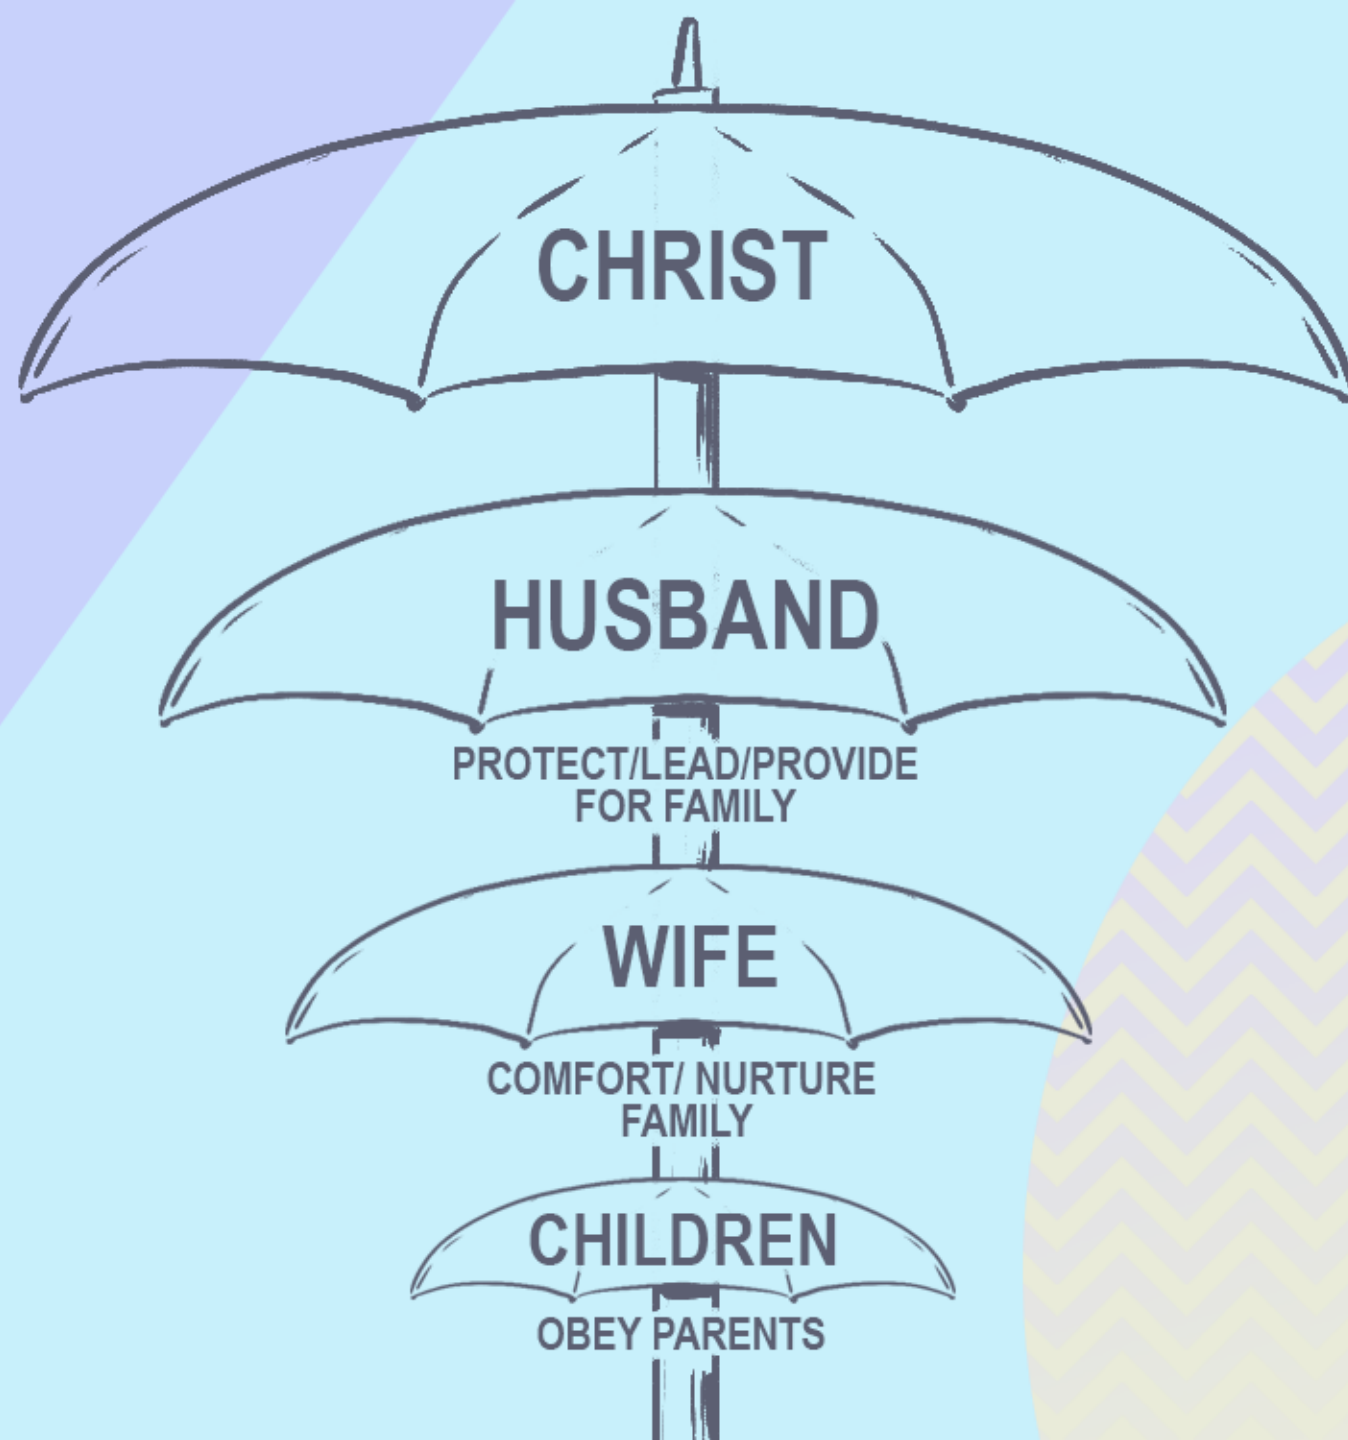 CHRIST
HUSBAND
PROTECT/LEAD/PROVIDE
FOR FAMILY
WIFE
COMFORT/ NURTURE
FAMILY
CHILDREN
OBEY PARENTS